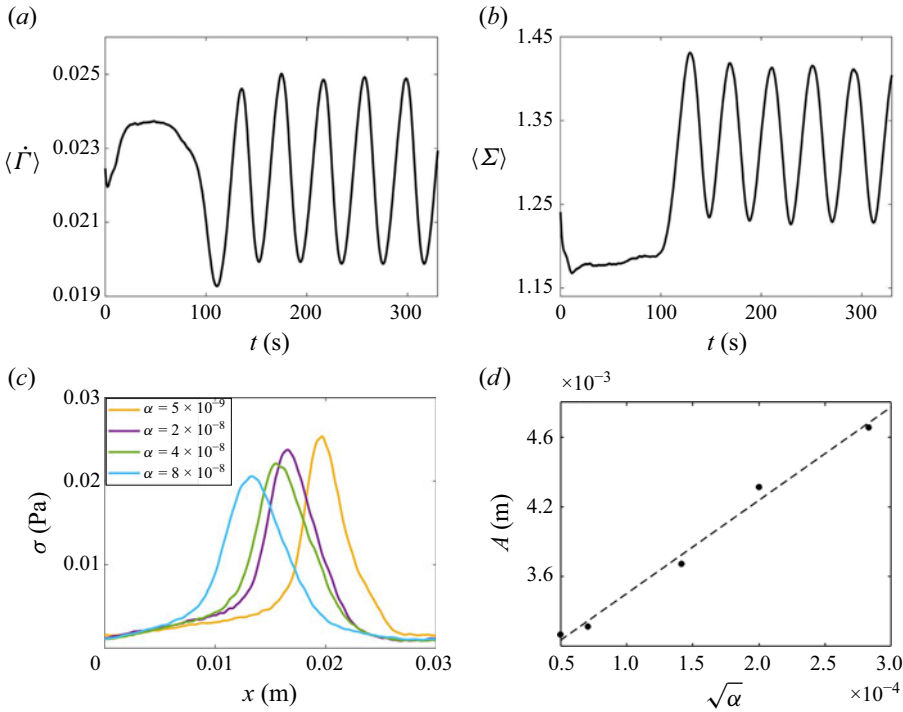 (a)
0.025
0.023
0.021
0.019
⟨Γ̇⟩
0
100
200
300
t (s)
(b)
1.45
1.35
1.25
1.15
⟨Σ⟩
0
100
200
300
t (s)
(c)
0.03
0.02
0.01
σ (Pa)
α = 5 × 10⁻⁹
α = 2 × 10⁻⁸
α = 4 × 10⁻⁸
α = 8 × 10⁻⁸
0
0.01
0.02
0.03
x (m)
(d)
×10⁻³
4.6
4.2
3.6
A (m)
0.5
1.0
1.5
2.0
2.5
3.0
√α
×10⁻⁴